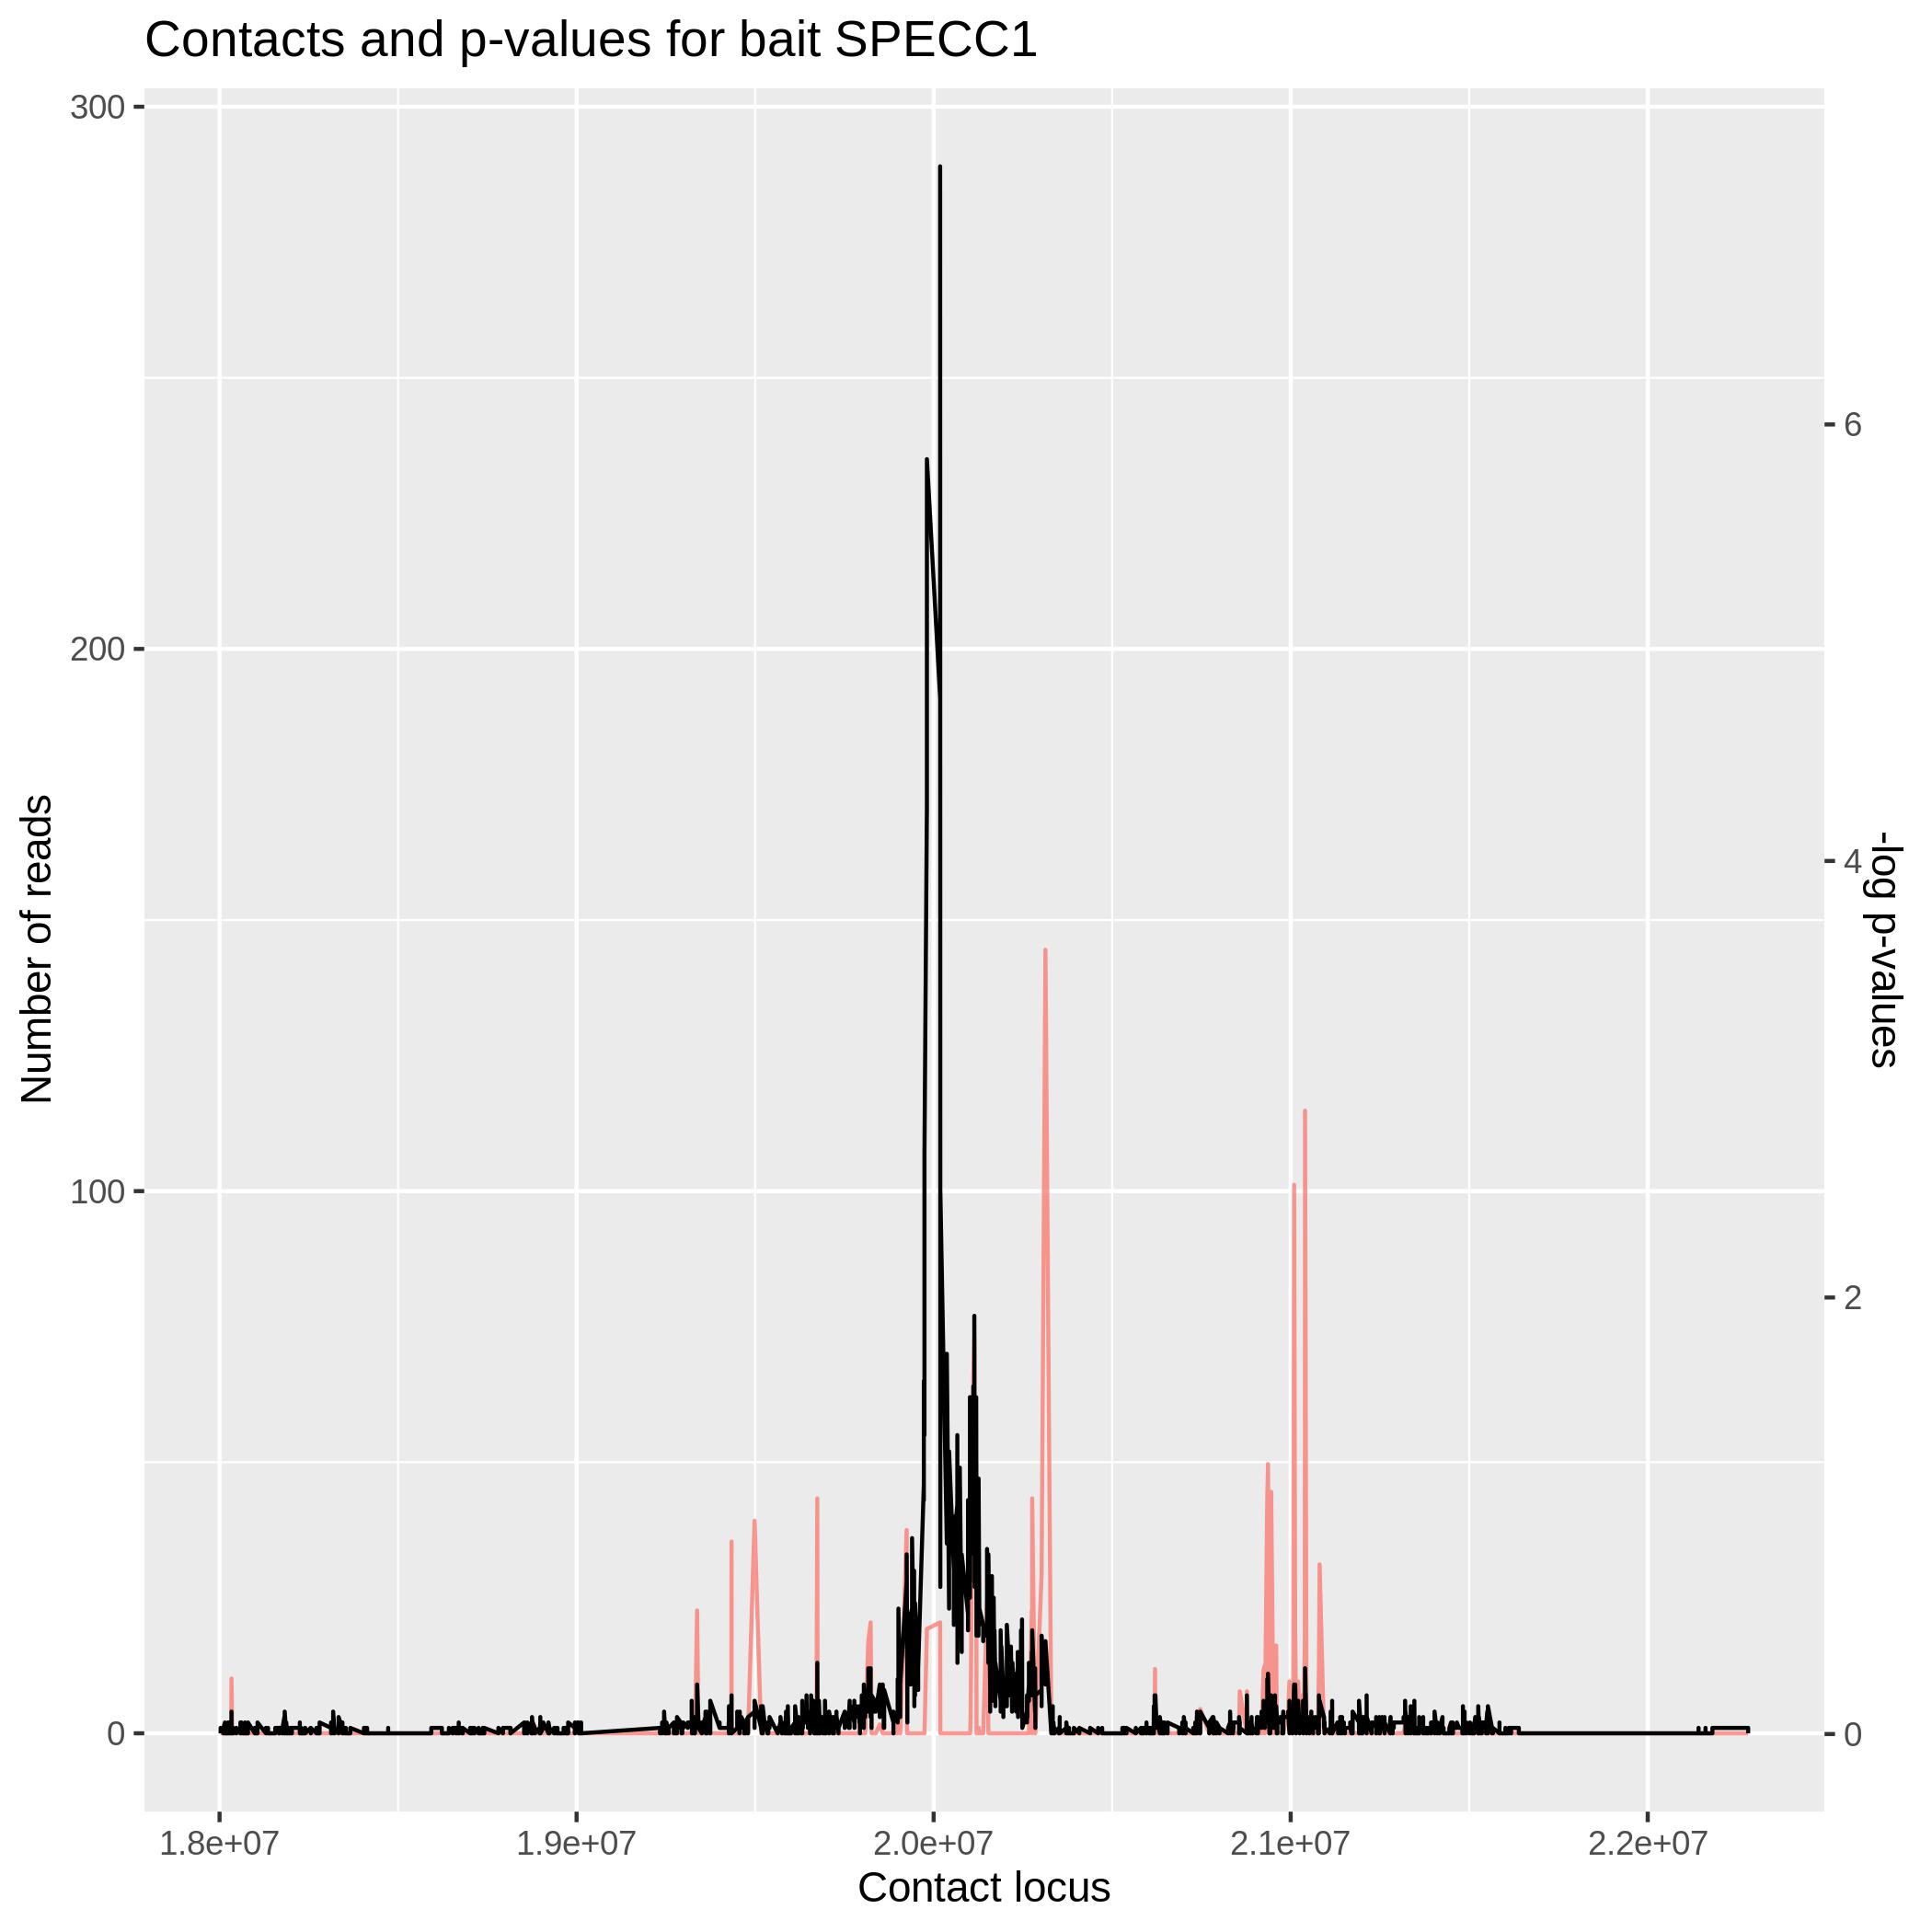 Contacts and p-values for bait SPECC1
300
200
100
0
Number of reads
6
4
2
0
-log p-values
1.8e+07 1.9e+07 2.0e+07 2.1e+07 2.2e+07
Contact locus